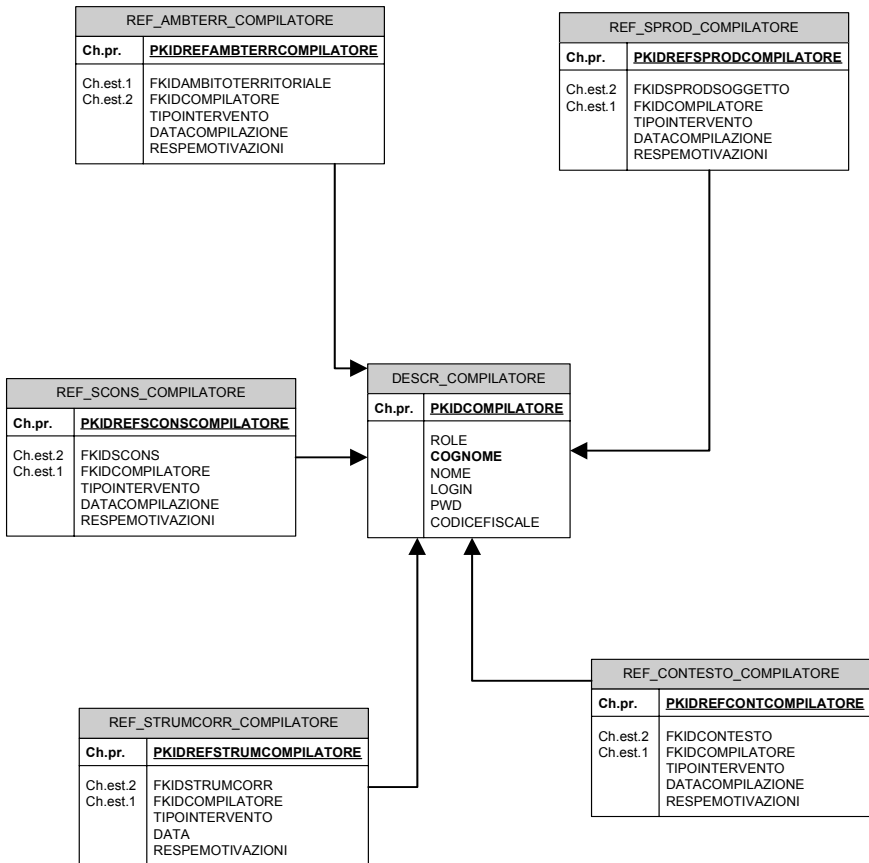 REF_AMBTERR_COMPILATORE
Ch.pr. PKIDREFAMBTERRCOMPILATORE
Ch.est.1 FKIDAMBITOTERRITORIALE
Ch.est.2 FKIDCOMPILATORE
TIPOINTERVENTO
DATACOMPILAZIONE
RESPEMOTIVAZIONI
REF_SPROD_COMPILATORE
Ch.pr. PKIDREFSPRODCOMPILATORE
Ch.est.2 FKIDSPRODSOGGETTO
Ch.est.1 FKIDCOMPILATORE
TIPOINTERVENTO
DATACOMPILAZIONE
RESPEMOTIVAZIONI
REF_SCONS_COMPILATORE
Ch.pr. PKIDREFSCONSCOMPILATORE
Ch.est.2 FKIDSCONS
Ch.est.1 FKIDCOMPILATORE
TIPOINTERVENTO
DATACOMPILAZIONE
RESPEMOTIVAZIONI
DESCR_COMPILATORE
Ch.pr. PKIDCOMPILATORE
ROLE
COGNOME
NOME
LOGIN
PWD
CODICEFISCALE
REF_STRUMCORR_COMPILATORE
Ch.pr. PKIDREFSTRUMCOMPILATORE
Ch.est.2 FKIDSTRUMCORR
Ch.est.1 FKIDCOMPILATORE
TIPOINTERVENTO
DATA
RESPEMOTIVAZIONI
REF_CONTESTO_COMPILATORE
Ch.pr. PKIDREFCONTCOMPILATORE
Ch.est.2 FKIDCONTESTO
Ch.est.1 FKIDCOMPILATORE
TIPOINTERVENTO
DATACOMPILAZIONE
RESPEMOTIVAZIONI